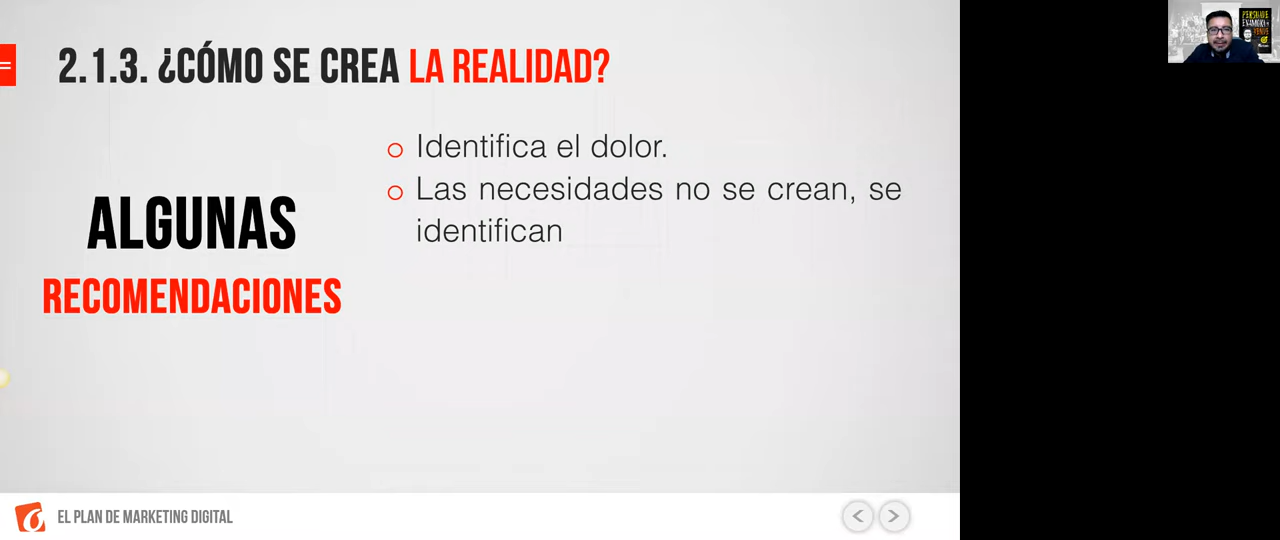 2.1.3. ¿CÓMO SE CREA LA REALIDAD?
ALGUNAS
RECOMENDACIONES
Identifica el dolor.
Las necesidades no se crean, se
identifican
EL PLAN DE MARKETING DIGITAL
PERSUADE